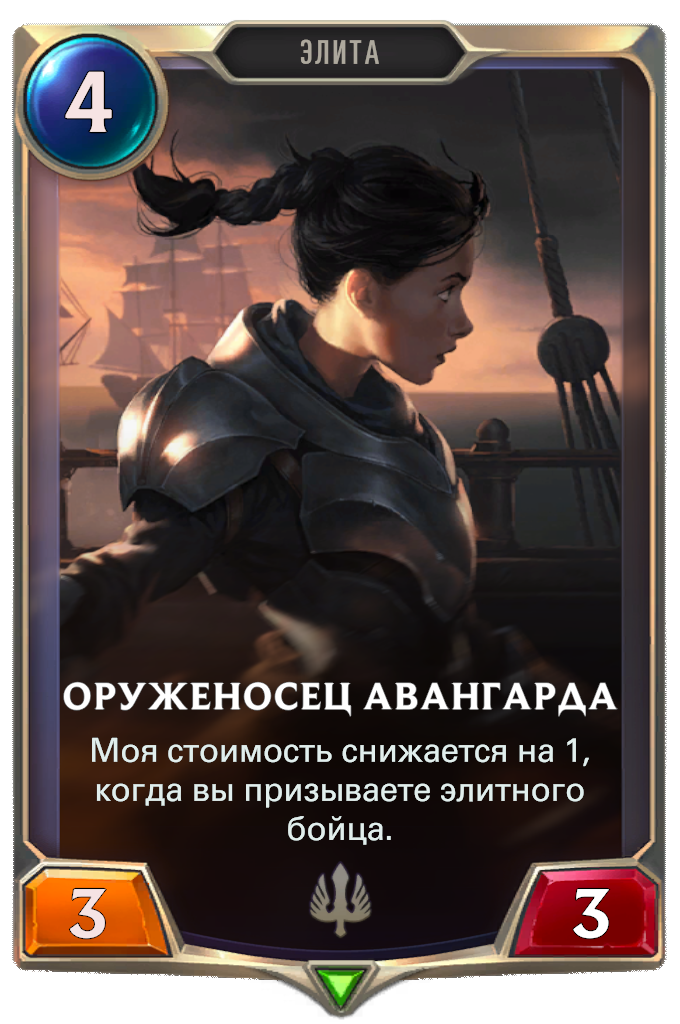 ЭЛИТА
4
ОРУЖЕНОСЕЦ АВАНГАРДА
Моя стоимость снижается на 1,
когда вы призываете элитного
бойца.
3
3